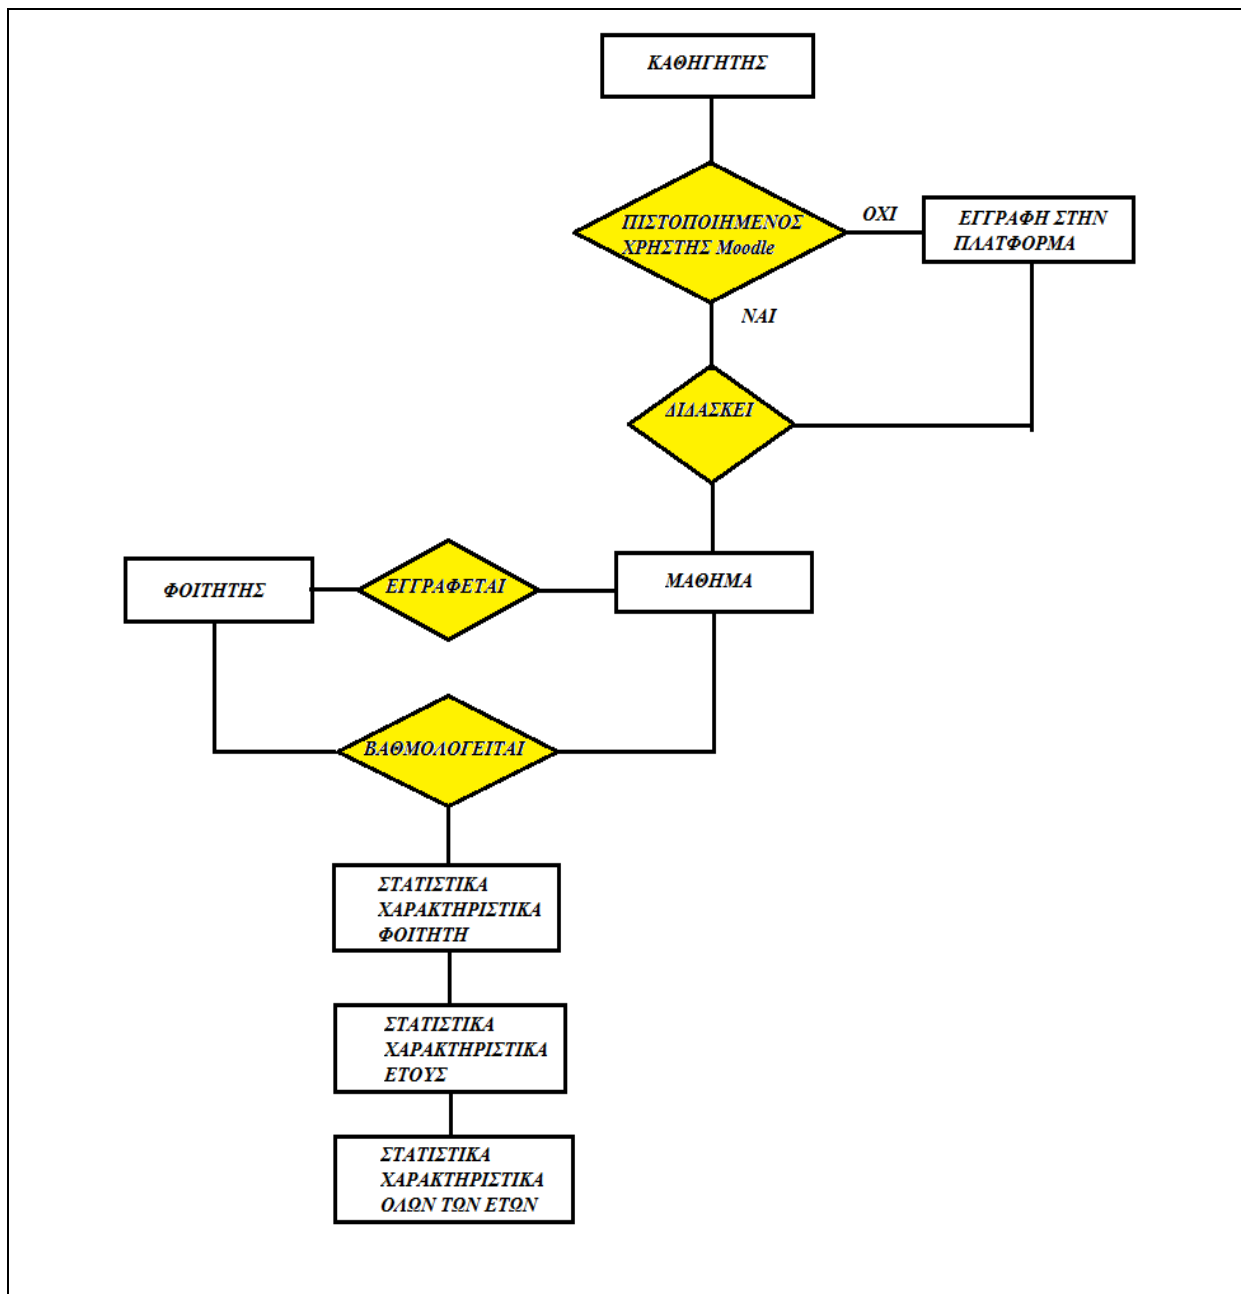 ΚΑΘΗΓΗΤΗΣ
ΠΙΣΤΟΠΟΙΗΜΕΝΟΣ
ΧΡΗΣΤΗΣ Moodle
ΟΧΙ
ΕΓΓΡΑΦΗ ΣΤΗΝ
ΠΛΑΤΦΟΡΜΑ
ΝΑΙ
ΔΙΔΑΣΚΕΙ
ΦΟΙΤΗΤΗΣ
ΕΓΓΡΑΦΕΤΑΙ
ΜΑΘΗΜΑ
ΒΑΘΜΟΛΟΓΕΙΤΑΙ
ΣΤΑΤΙΣΤΙΚΑ
ΧΑΡΑΚΤΗΡΙΣΤΙΚΑ
ΦΟΙΤΗΤΗ
ΣΤΑΤΙΣΤΙΚΑ
ΧΑΡΑΚΤΗΡΙΣΤΙΚΑ
ΕΤΟΥΣ
ΣΤΑΤΙΣΤΙΚΑ
ΧΑΡΑΚΤΗΡΙΣΤΙΚΑ
ΟΛΩΝ ΤΩΝ ΕΤΩΝ